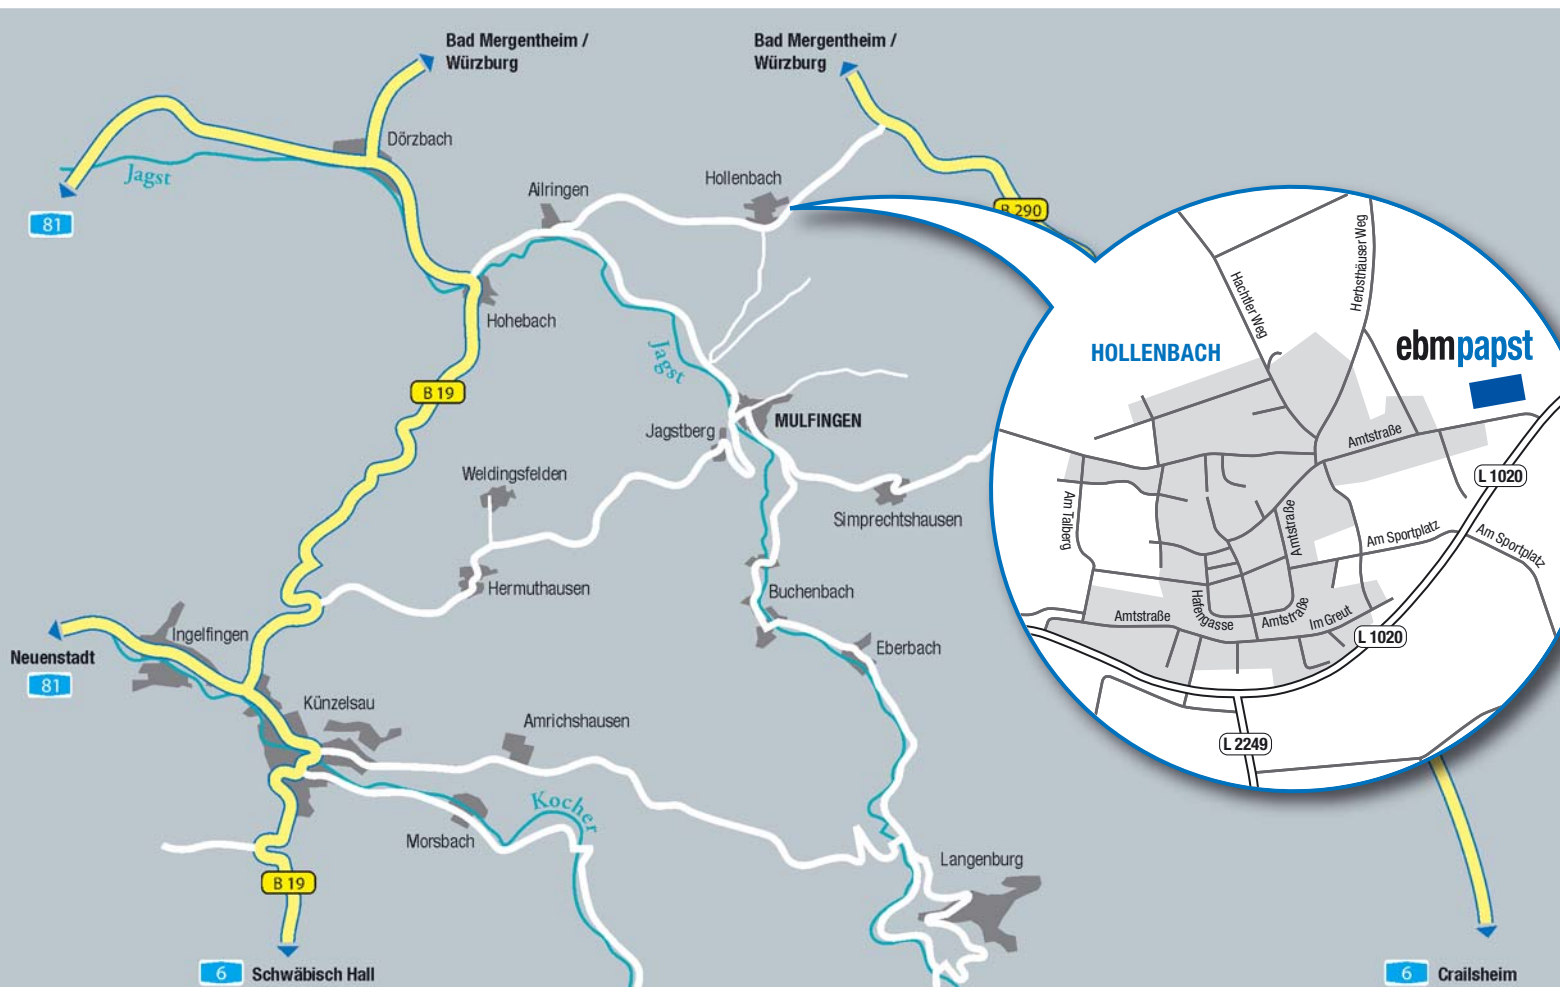 Bad Mergentheim /
Würzburg
Bad Mergentheim /
Würzburg
Dörzbach
Jagst
81
Ailringen
Hollenbach
B 290
Hohebach
Jagst
B 19
Jagstberg
MULFINGEN
Weldingsfelden
Simprechtshausen
Hermuthausen
Buchenbach
Ingelfingen
Neuenstadt
81
Eberbach
Künzelsau
Amrichshausen
Kocher
Morsbach
Langenburg
B 19
6 Schwäbisch Hall
6 Crailsheim
HOLLENBACH
ebmpapst
Hachtler Weg
Herbsthäuser Weg
Amtstraße
L 1020
Am Talberg
Amtstraße
Am Sportplatz
Am Sportplatz
Amtstraße
Hafengasse
Amtstraße
Im Greut
L 1020
L 2249